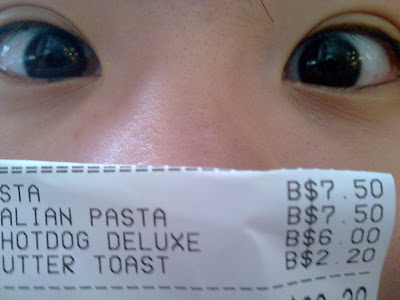 STA B$7.50
ALIAN PASTA B$7.50
HOTDOG DELUXE B$6.00
UTTER TOAST B$2.20